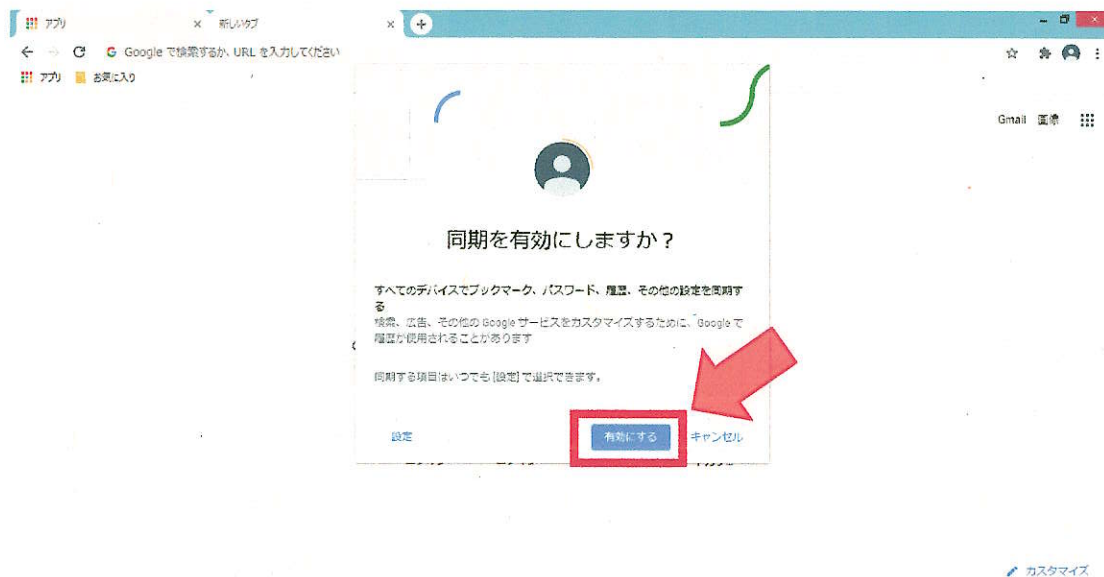 アプリ
新しいタブ
Google で検索するか、URL を入力してください
アプリ
お気に入り
Gmail
画像
同期を有効にしますか？
すべてのデバイスでブックマーク、パスワード、履歴、その他の設定を同期す
る
検索、広告、その他の Google サービスをカスタマイズするために、Google で
履歴が使用されることがあります
同期する項目はいつでも [設定] で選択できます。
設定
有効にする
キャンセル
カスタマイズ